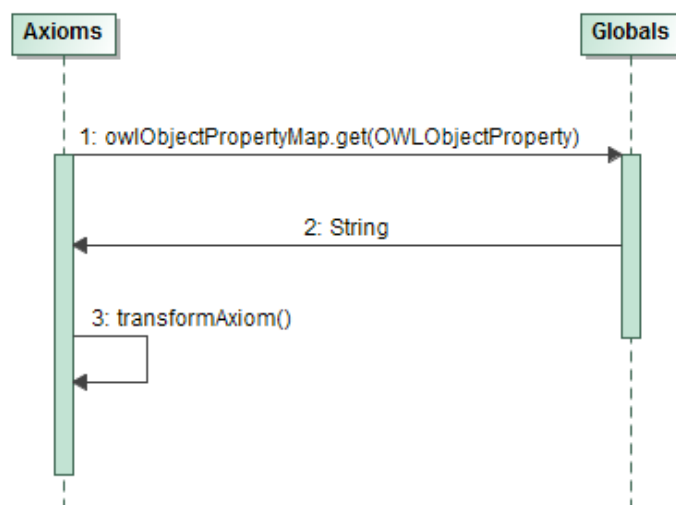 Axioms
Globals
1: owlObjectPropertyMap.get(OWLObjectProperty)
2: String
3: transformAxiom()